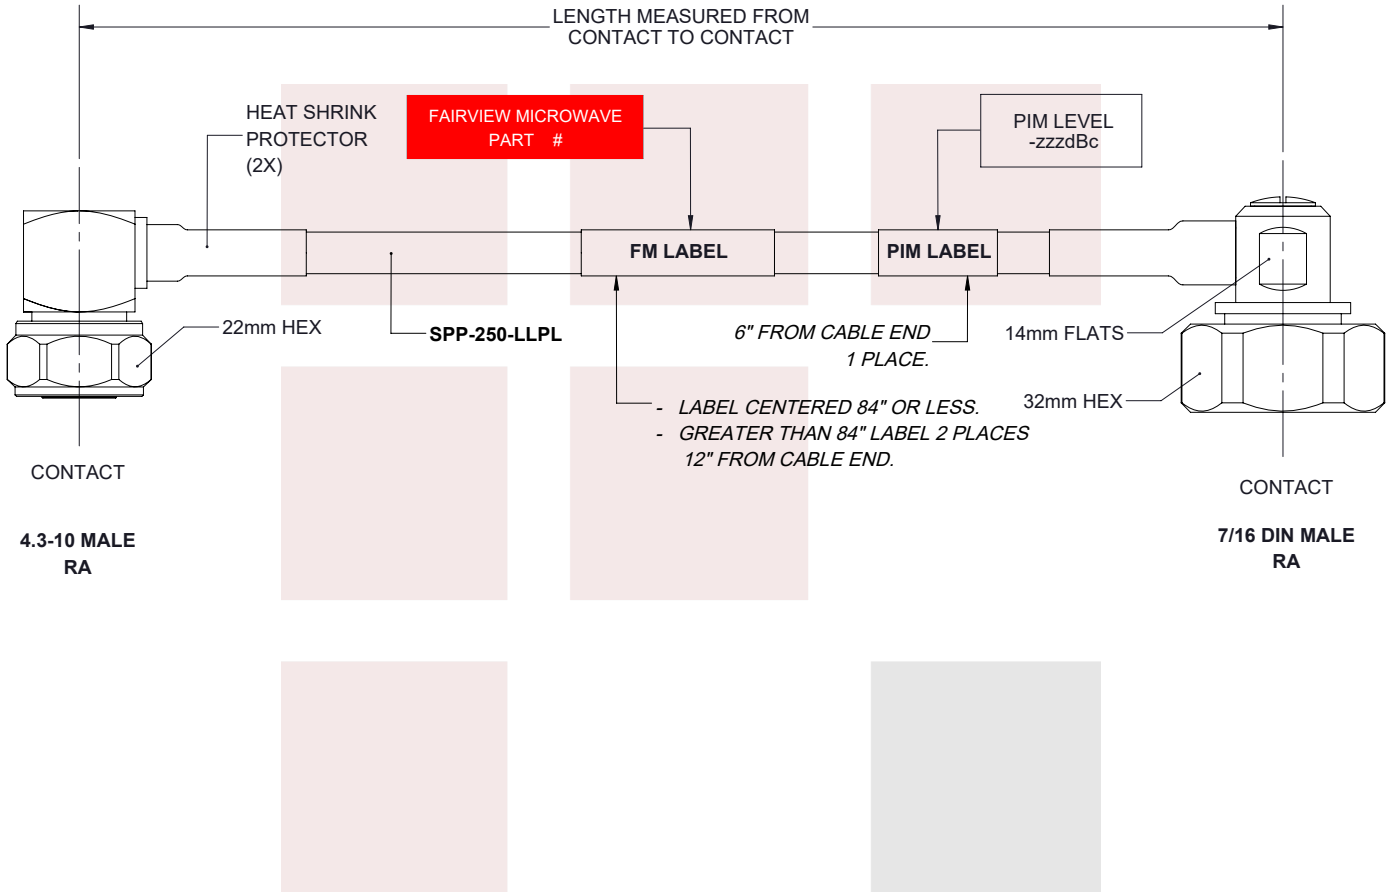 LENGTH MEASURED FROM
CONTACT TO CONTACT
HEAT SHRINK
PROTECTOR
(2X)
FAIRVIEW MICROWAVE
PART #
PIM LEVEL
-zzzdBc
FM LABEL
PIM LABEL
22mm HEX
SPP-250-LLPL
6" FROM CABLE END
1 PLACE.
14mm FLATS
32mm HEX
- LABEL CENTERED 84" OR LESS.
- GREATER THAN 84" LABEL 2 PLACES
12" FROM CABLE END.
CONTACT
4.3-10 MALE
RA
CONTACT
7/16 DIN MALE
RA